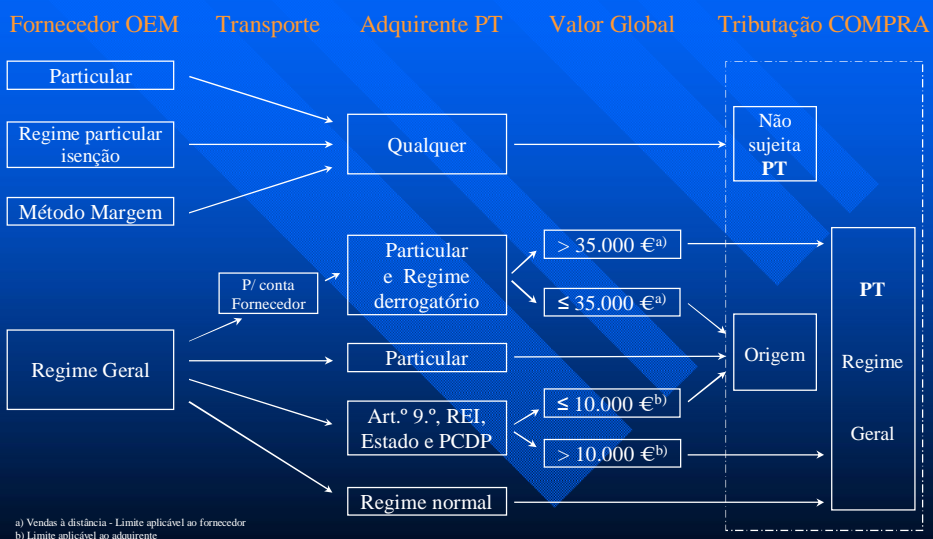 Fornecedor OEM Transporte Adquirente PT Valor Global Tributação COMPRA
Particular
Regime particular
isenção
Método Margem
Qualquer
Não
sujeita
PT
P/ conta
Fornecedor
Particular
e Regime
derrogatório
> 35.000 €a)
≤ 35.000 €a)
Regime Geral
Particular
Origem
Art.º 9.º, REI,
Estado e PCDP
≤ 10.000 €b)
> 10.000 €b)
Regime normal
PT
Regime
Geral
a) Vendas à distância - Limite aplicável ao fornecedor
b) Limite aplicável ao adquirente